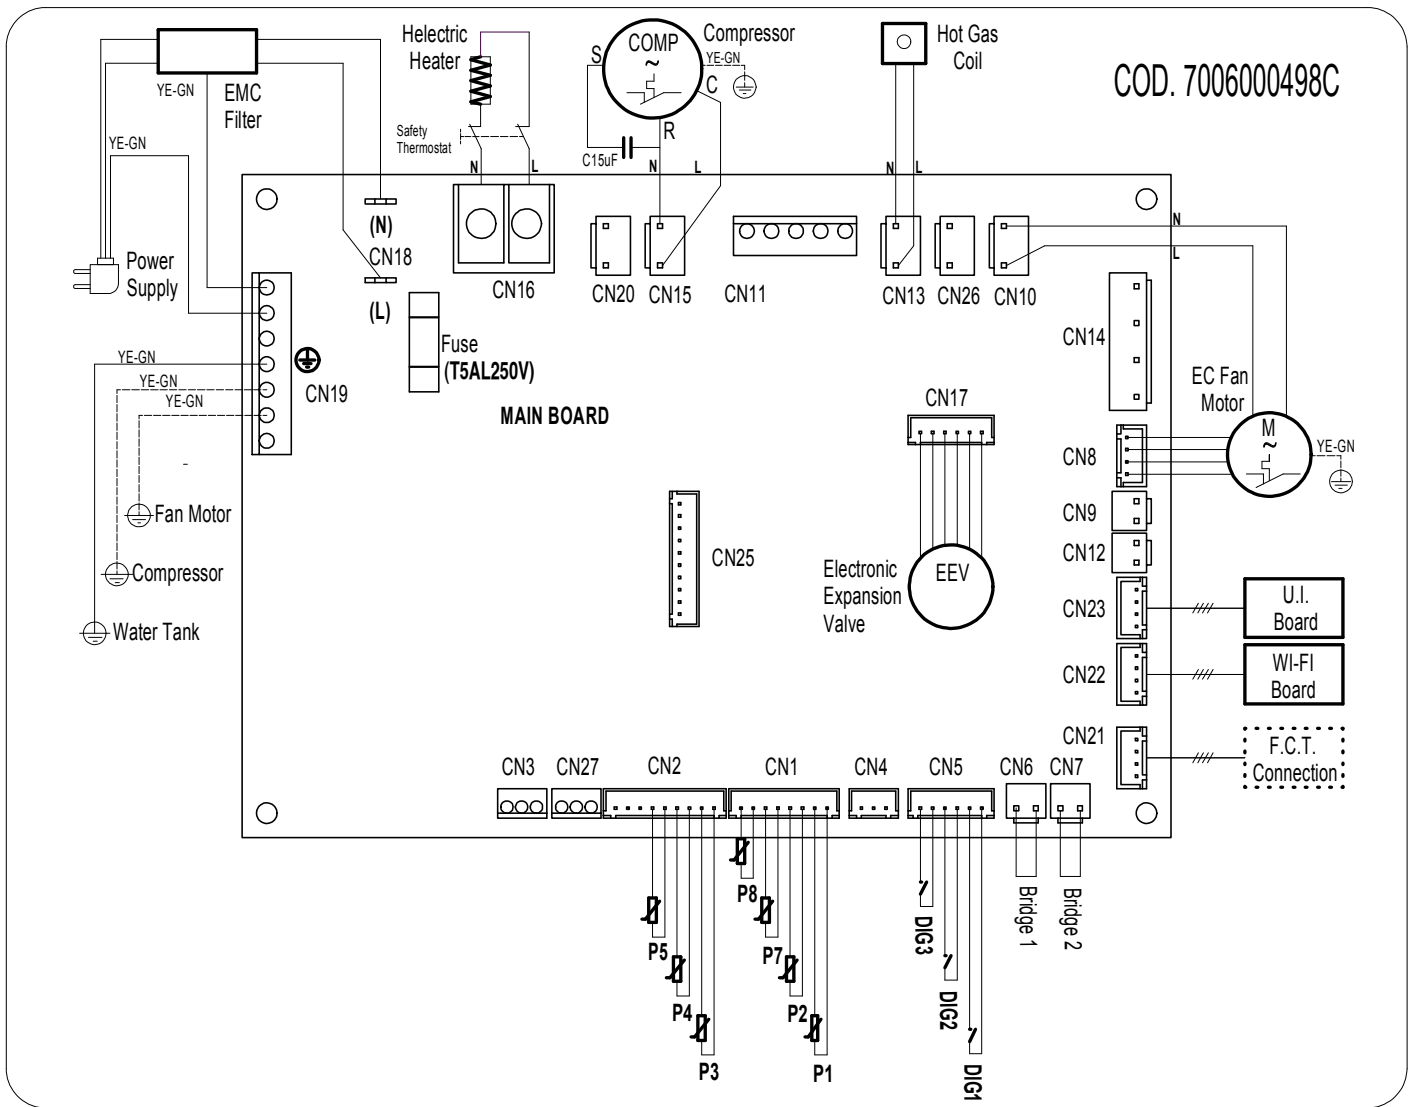 Helectric
Heater
COMP
~
Compressor
S
YE-GN
C
R
C15uF
Hot Gas
Coil
COD. 7006000498C
YE-GN
EMC
Filter
YE-GN
Safety
Thermostat
N
L
N
L
N
L
N
L
(N)
CN18
(L)
Power
Supply
CN16
CN20
CN15
CN11
CN13
CN26
CN10
CN14
Fuse
(T5AL250V)
YE-GN
YE-GN
YE-GN
CN19
MAIN BOARD
CN17
EC Fan
Motor
M
~
YE-GN
CN8
CN9
CN12
CN25
Fan Motor
Compressor
Water Tank
Electronic
Expansion
Valve
EEV
CN23
U.I.
Board
CN22
WI-FI
Board
CN21
F.C.T.
Connection
CN3
CN27
CN2
CN1
CN4
CN5
CN6
CN7
P8
P5
P7
P4
P2
P3
P1
DIG3
DIG2
DIG1
Bridge 1
Bridge 2